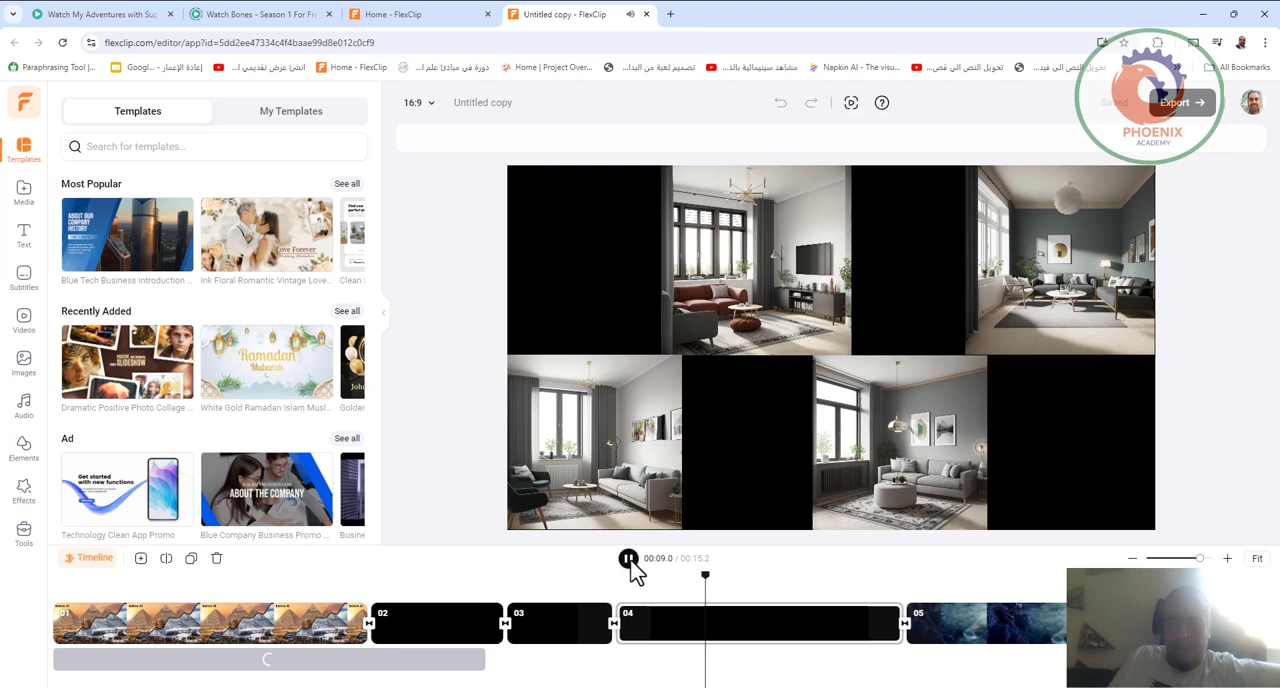 Watch My Adventures with Sup
Watch Bones - Season 1 For Fre
Home - FlexClip
Untitled copy - FlexClip
flexclip.com/editor/app?id=5dd2ee47334c4f4baae99d8e012c0cf9
Paraphrasing Tool |...
Googl... - إعادة الإعمار
انشئ عرض تقديمي ا...
Home - FlexClip
دورة في مبادئ علم ا...
Home | Project Over...
تصميم لعبة من البدا...
مشاهد سينيمائية بالذ...
Napkin AI - The visu...
تحويل النص الي قص...
تحويل النص الى فيد...
All Bookmarks
Templates
My Templates
16:9
Untitled copy
Saved
Export
PHOENIX
ACADEMY
Search for templates...
Templates
Media
Text
Subtitles
Videos
Images
Audio
Elements
Effects
Tools
Most Popular
See all
ABOUT OUR
COMPANY
HISTORY
Love Forever
Blue Tech Business Introduction ...
Ink Floral Romantic Vintage Love...
Clean
Recently Added
See all
POSITIVE
SLIDESHOW
Ramadan
Mubarak
Dramatic Positive Photo Collage ...
White Gold Ramadan Islam Musl...
Golden
Ad
See all
Get started
with new functions
ABOUT THE COMPANY
Technology Clean App Promo
Blue Company Business Promo ...
Busine
Timeline
00:09.0 / 00:15.2
Fit
01
02
03
04
05